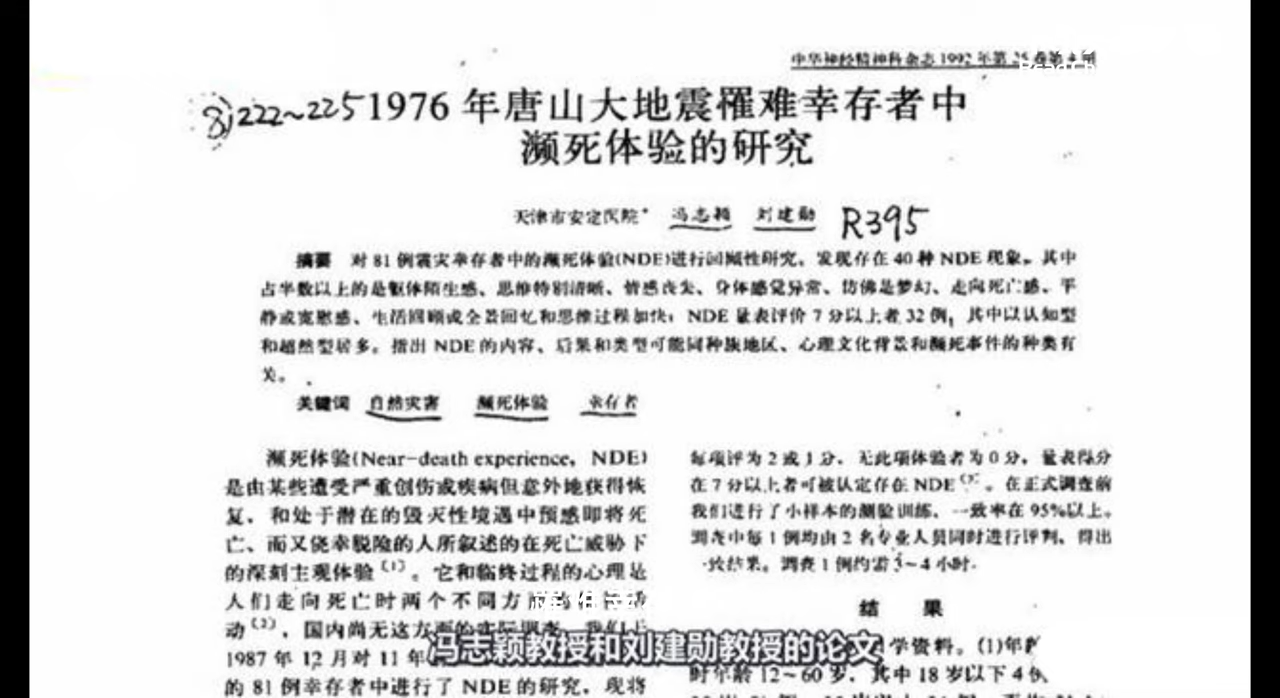 中华神经精神科杂志1992年第25卷第4期
8)222~225 1976年唐山大地震罹难幸存者中
濒死体验的研究
天津市安定医院* 冯志颖 刘建勋 R395
摘要 对81例震灾幸存者中的濒死体验(NDE)进行回顾性研究。发现存在40种NDE现象。其中
占半数以上的是躯体陌生感、思维特别清晰、情感丧失、身体感觉异常、仿佛是梦幻、走向死亡感、平
静或宽慰感、生活回顾或全景回忆和思维过程加快；NDE量表评价7分以上者32例，其中以认知型
和超然型居多。指出NDE的内容、后果和类型可能同种族地区、心理文化背景和濒死事件的种类有
关。
关键词 自然灾害 濒死体验 幸存者
濒死体验(Near-death experience, NDE)
是由某些遭受严重创伤或疾病但意外地获得恢
复、和处于潜在的毁灭性境遇中预感即将死
亡、而又侥幸脱险的人所叙述的在死亡威胁下
的深刻主观体验〔1〕。它和临终过程的心理是
人们走向死亡时两个不同方
动〔2〕，国内尚无这方面的实际调查。我们于
1987年12月对11年
的81例幸存者中进行了NDE的研究，现将
每项评为2或1分，无此项体验者为0分，量表得分
在7分以上者可被认定存在NDE〔3〕。在正式调查前
我们进行了小样本的测验训练，一致率在95%以上。
调查中每1例均由2名专业人员同时进行评判，得出
一致结果。调查1例约需3~4小时。
结 果
学资料。(1)年龄
时年龄12~60岁，其中18岁以下4例
冯志颖教授和刘建勋教授的论文